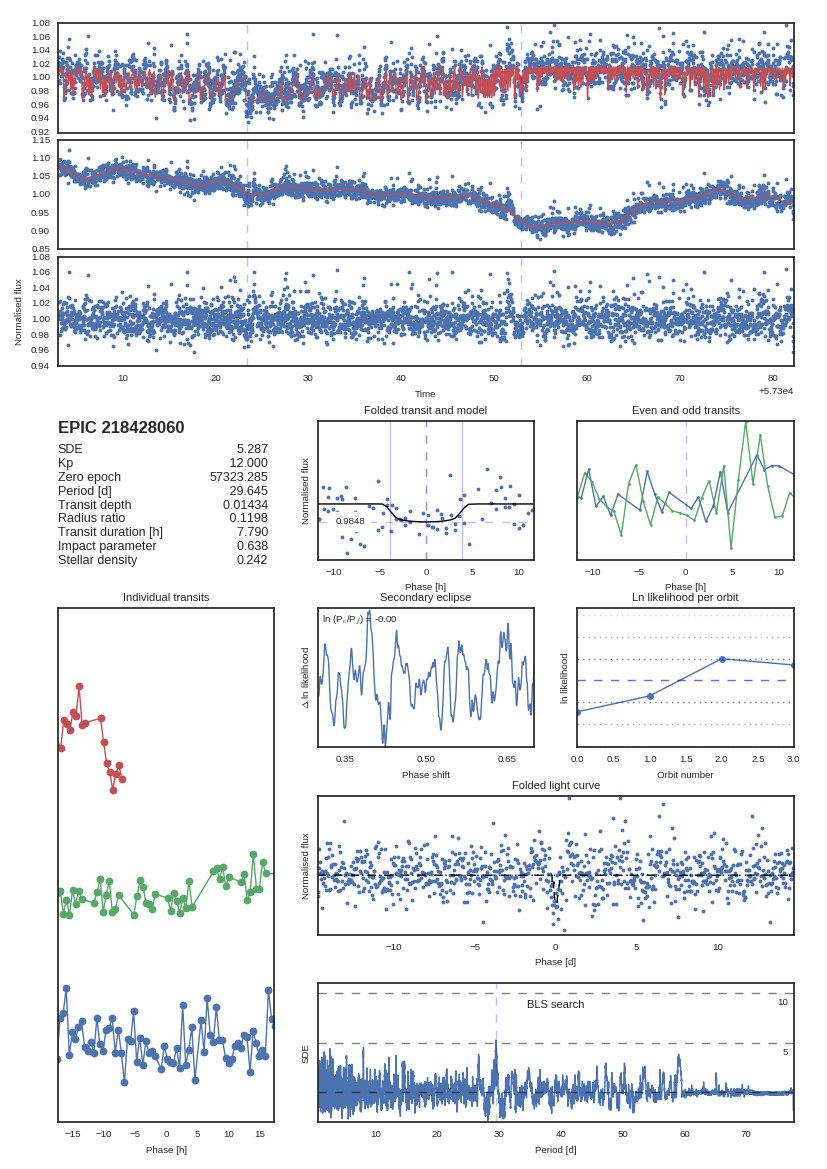 1.08
1.06
1.04
1.02
1.00
0.98
0.96
0.94
0.92
1.15
1.10
1.05
1.00
0.95
0.90
0.85
1.08
1.06
1.04
1.02
1.00
0.98
0.96
0.94
Normalised flux
10 20 30 40 50 60 70 80
Time
+5.73e4
EPIC 218428060
SDE 5.287
Kp 12.000
Zero epoch 57323.285
Period [d] 29.645
Transit depth 0.01434
Radius ratio 0.1198
Transit duration [h] 7.790
Impact parameter 0.638
Stellar density 0.242
Folded transit and model
Normalised flux
0.9848
−10 −5 0 5 10
Phase [h]
Even and odd transits
−10 −5 0 5 10
Phase [h]
Individual transits
−15 −10 −5 0 5 10 15
Phase [h]
Secondary eclipse
ln (Pₑ/P𝑓) = -0.00
Δ ln likelihood
0.35 0.50 0.65
Phase shift
Ln likelihood per orbit
ln likelihood
0.0 0.5 1.0 1.5 2.0 2.5 3.0
Orbit number
Folded light curve
Normalised flux
−10 −5 0 5 10
Phase [d]
BLS search
10
5
SDE
10 20 30 40 50 60 70
Period [d]